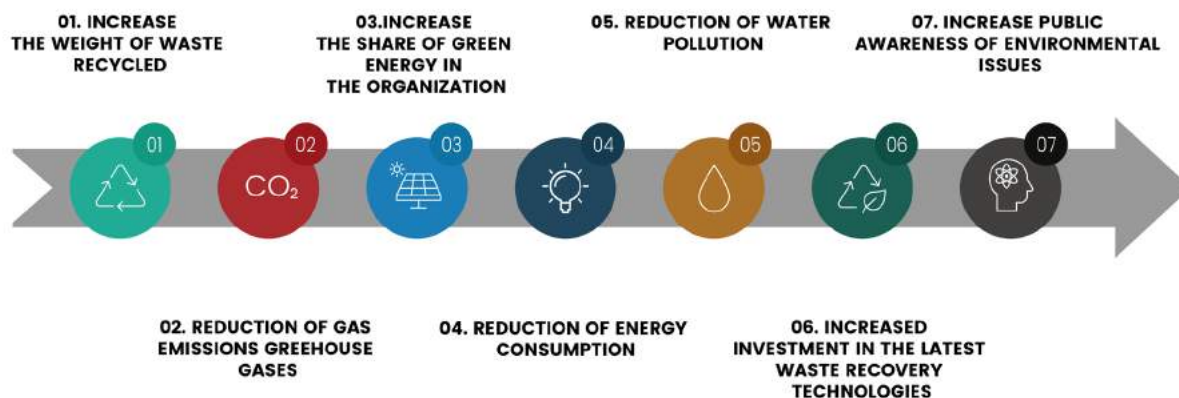 01. INCREASE
THE WEIGHT OF WASTE
RECYCLED
03.INCREASE
THE SHARE OF GREEN
ENERGY IN
THE ORGANIZATION
05. REDUCTION OF WATER
POLLUTION
07. INCREASE PUBLIC
AWARENESS OF ENVIRONMENTAL
ISSUES
01
02
03
04
05
06
07
CO₂
02. REDUCTION OF GAS
EMISSIONS GREEHOUSE
GASES
04. REDUCTION OF ENERGY
CONSUMPTION
06. INCREASED
INVESTMENT IN THE LATEST
WASTE RECOVERY
TECHNOLOGIES